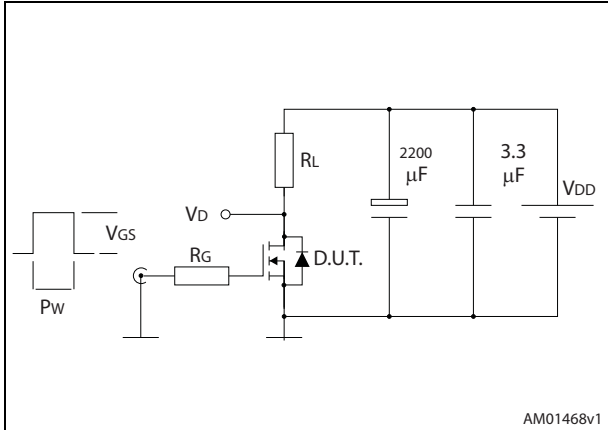 RL
2200
μF
3.3
μF
VDD
VD
VGS
RG
D.U.T.
PW
AM01468v1